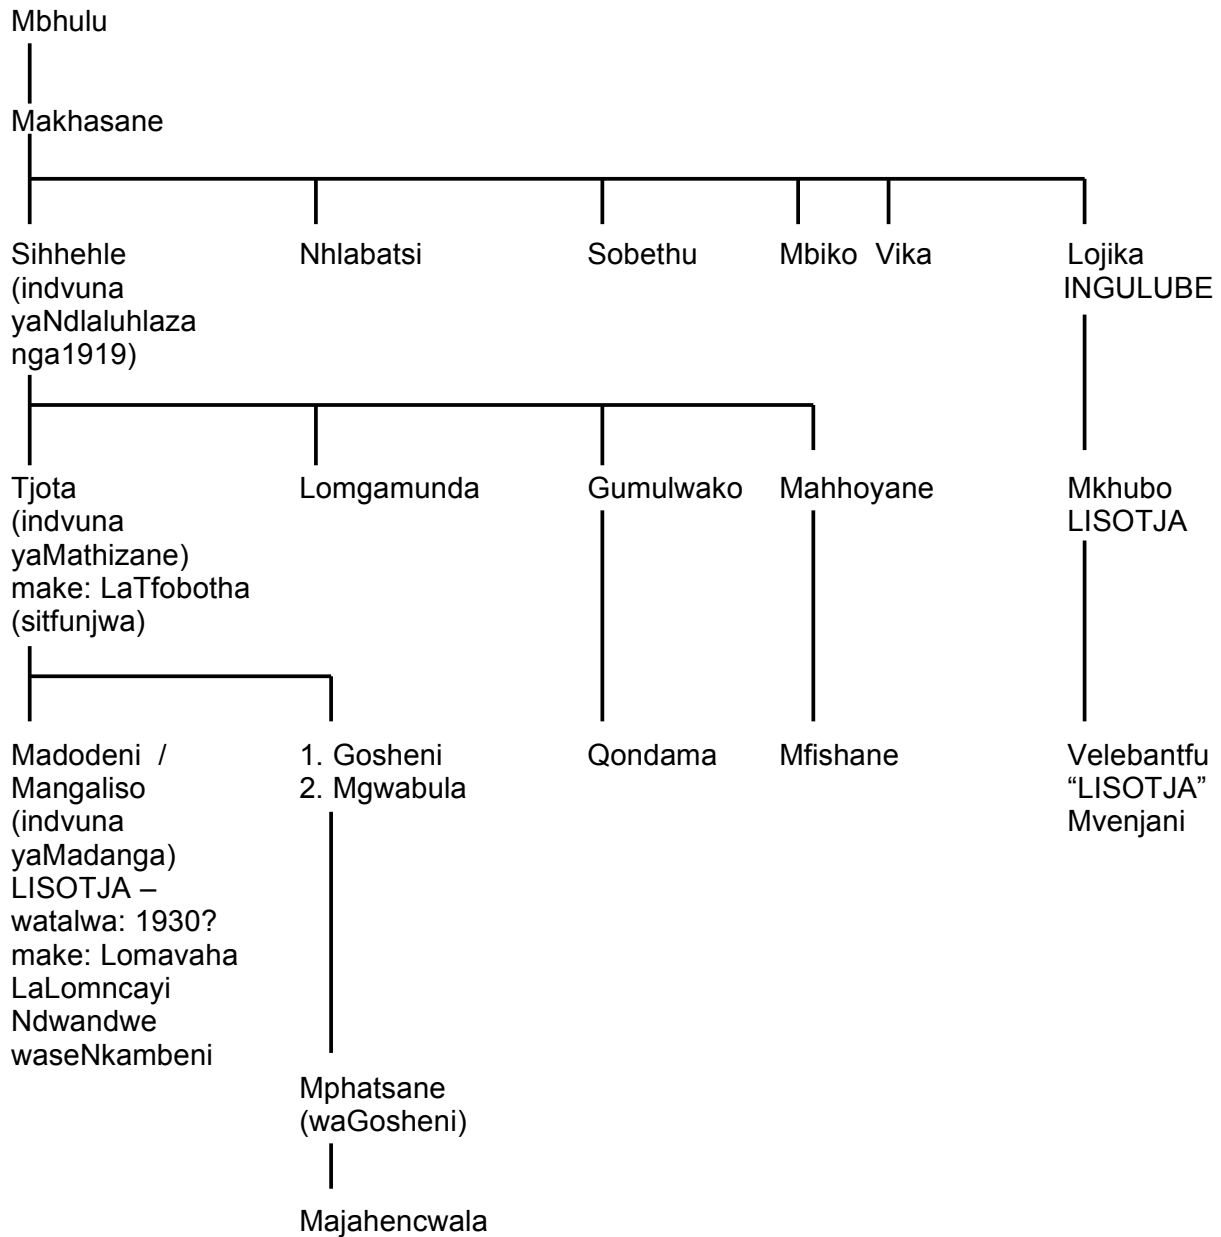 Mbhulu
Makhasane
Sihhehle
(indvuna
yaNdlaluhlaza
nga1919)
Nhlabatsi
Sobethu
Mbiko
Vika
Lojika
INGULUBE
Tjota
(indvuna
yaMathizane)
make: LaTfobotha
(sitfunjwa)
Lomgamunda
Gumulwako
Mahhoyane
Mkhubo
LISOTJA
Madodeni /
Mangaliso
(indvuna
yaMadanga)
LISOTJA –
watalwa: 1930?
make: Lomavaha
LaLomncayi
Ndwandwe
waseNkambeni
1. Gosheni
2. Mgwabula
Qondama
Mfishane
Velebantfu
“LISOTJA”
Mvenjani
Mphatsane
(waGosheni)
Majahencwala